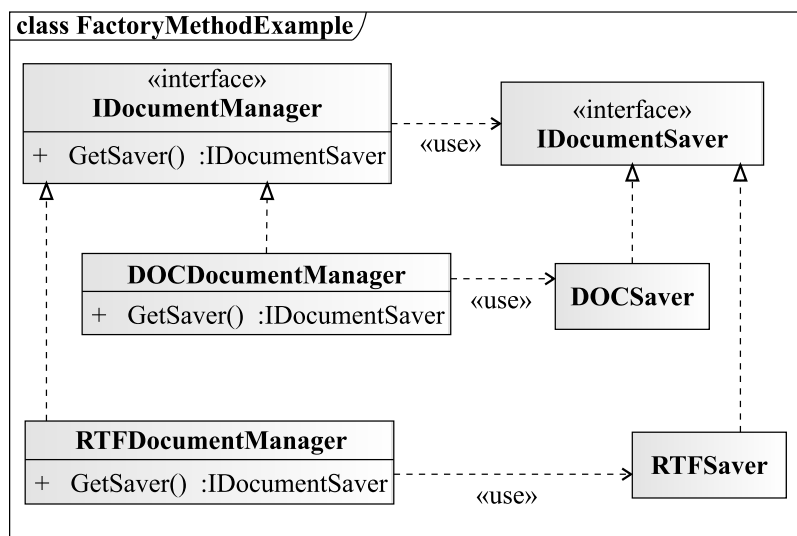 class FactoryMethodExample
«interface»
IDocumentManager
+ GetSaver() :IDocumentSaver
«use»
«interface»
IDocumentSaver
DOCDocumentManager
+ GetSaver() :IDocumentSaver
«use»
DOCSaver
RTFDocumentManager
+ GetSaver() :IDocumentSaver
«use»
RTFSaver